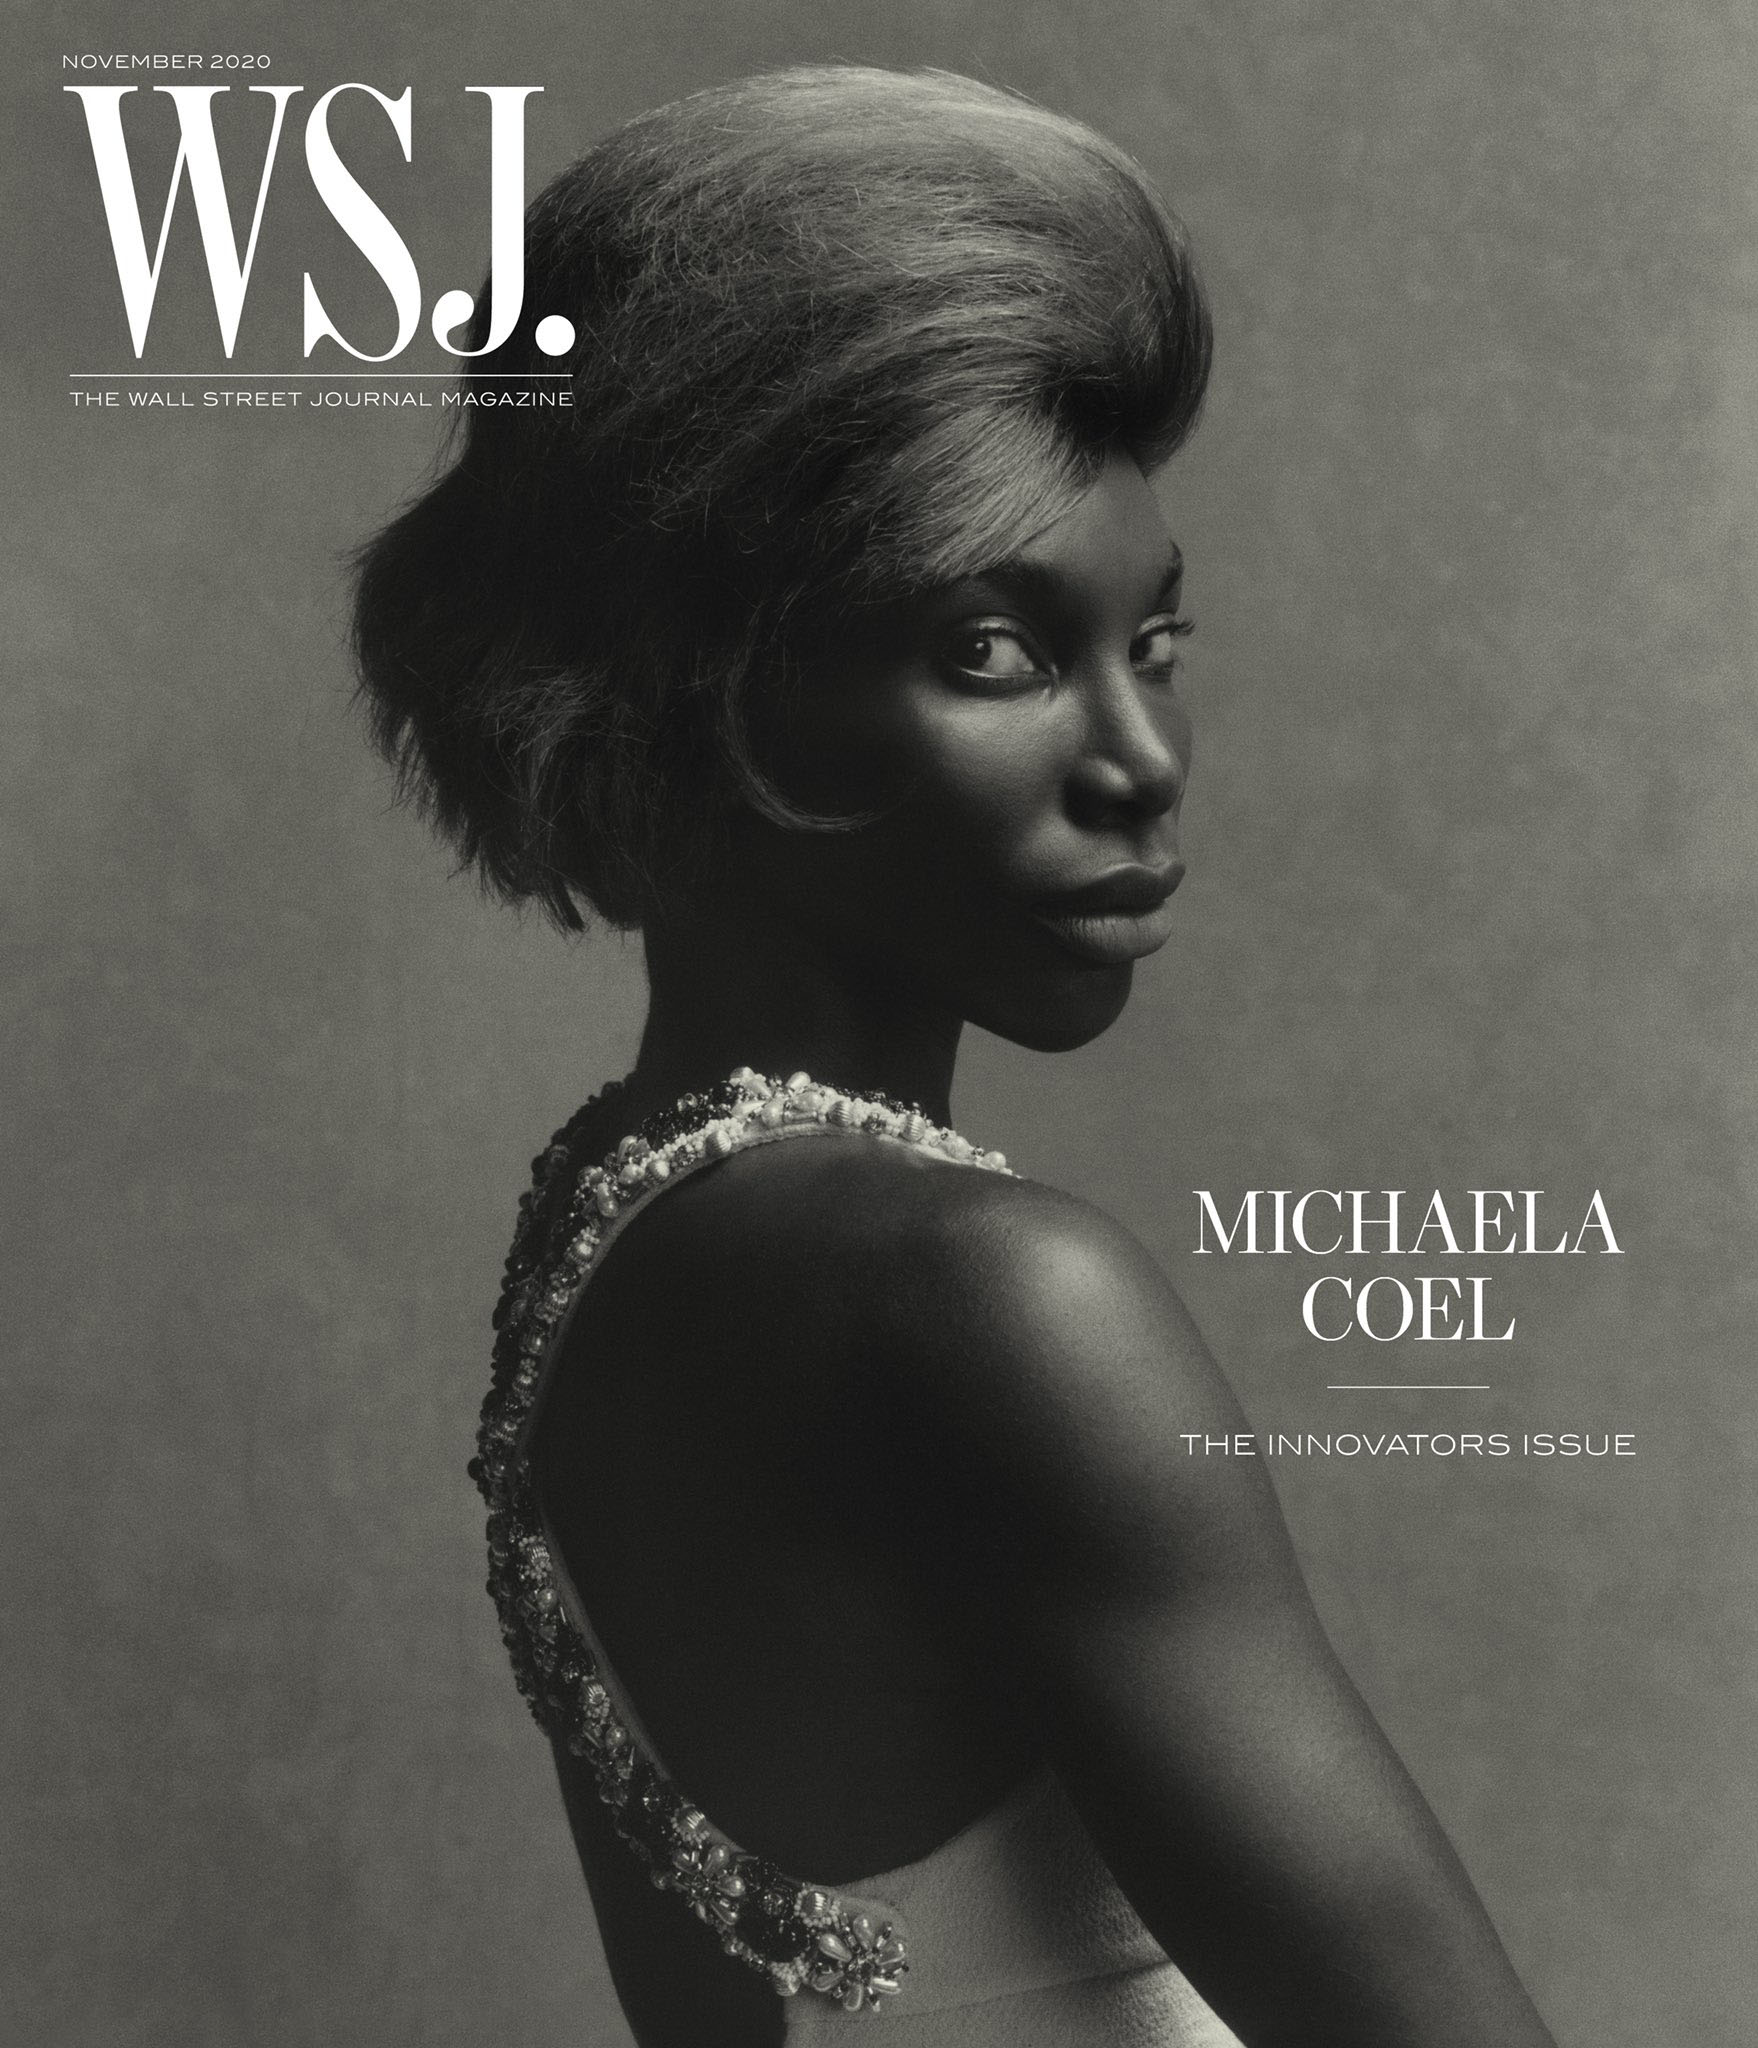 NOVEMBER 2020
WSJ.
THE WALL STREET JOURNAL MAGAZINE
MICHAELA
COEL
THE INNOVATORS ISSUE